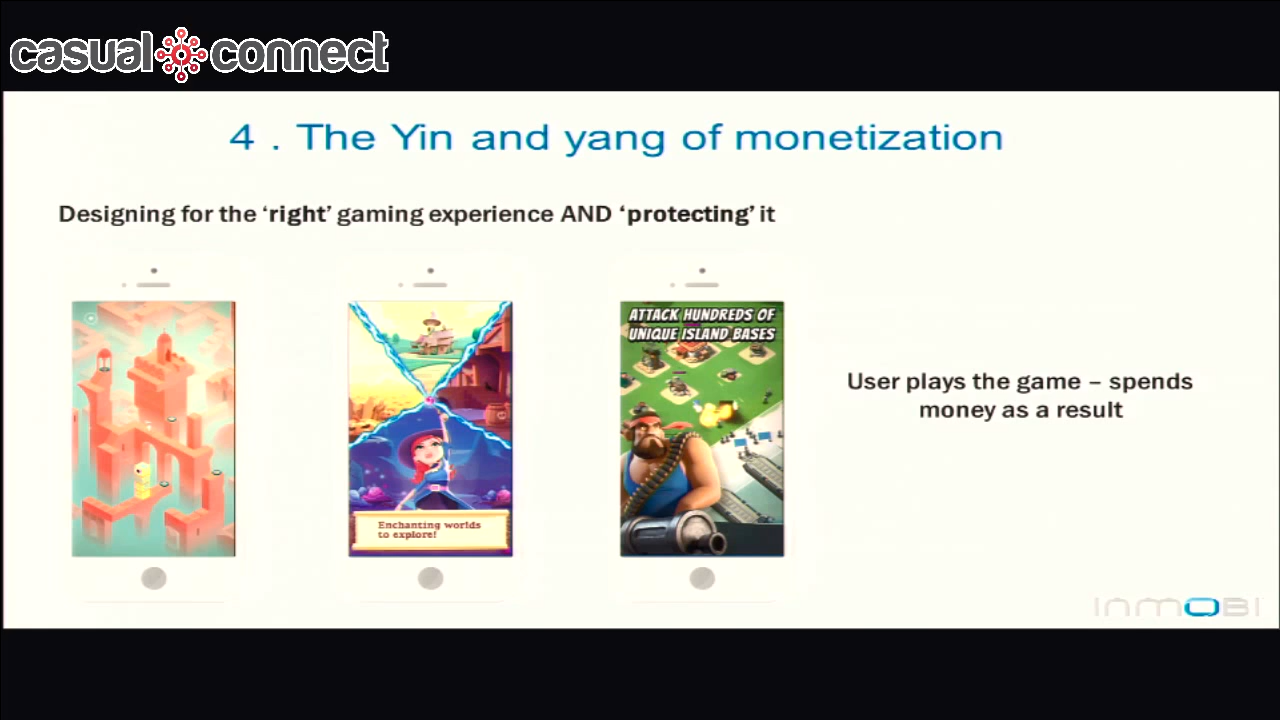 casual connect
4 . The Yin and yang of monetization
Designing for the ‘right’ gaming experience AND ‘protecting’ it
ATTACK HUNDREDS OF
UNIQUE ISLAND BASES
User plays the game – spends
money as a result
Enchanting worlds
to explore!
INMOBI